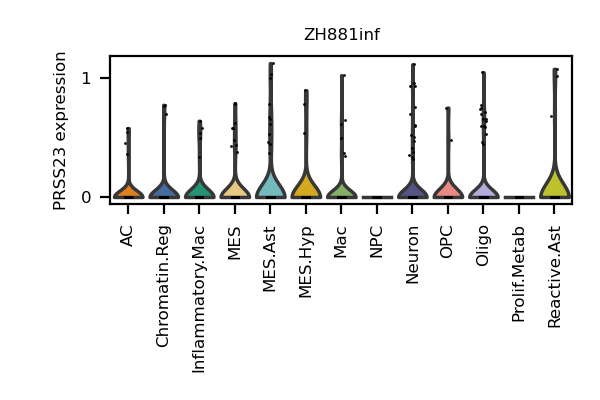 ZH881inf
PRSS23 expression
1
0
AC
Chromatin.Reg
Inflammatory.Mac
MES
MES.Ast
MES.Hyp
Mac
NPC
Neuron
OPC
Oligo
Prolif.Metab
Reactive.Ast